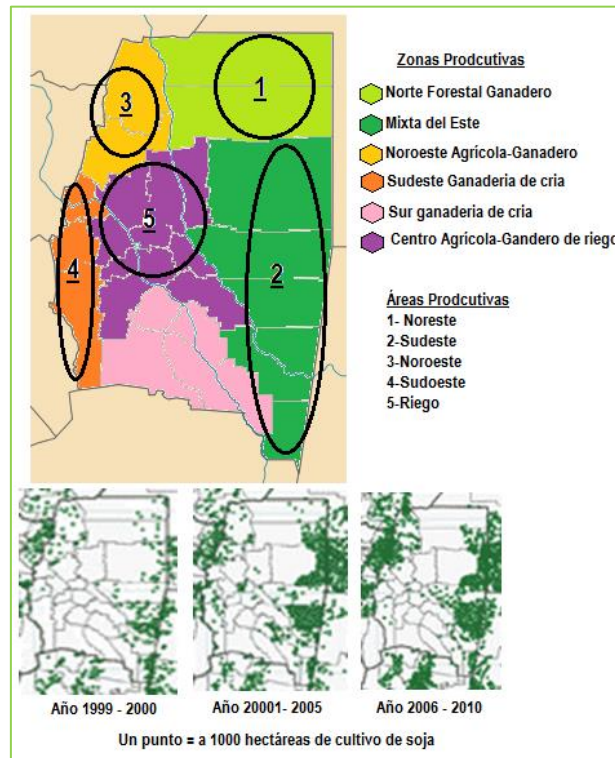 Zonas Prodcutivas
1
3
Norte Forestal Ganadero
Mixta del Este
Noroeste Agrícola-Ganadero
Sudeste Ganaderia de cria
Sur ganaderia de cria
Centro Agrícola-Gandero de riego
5
4
2
Áreas Prodcutivas
1- Noreste
2-Sudeste
3-Noroeste
4-Sudoeste
5-Riego
Año 1999 - 2000
Año 20001- 2005
Año 2006 - 2010
Un punto = a 1000 hectáreas de cultivo de soja